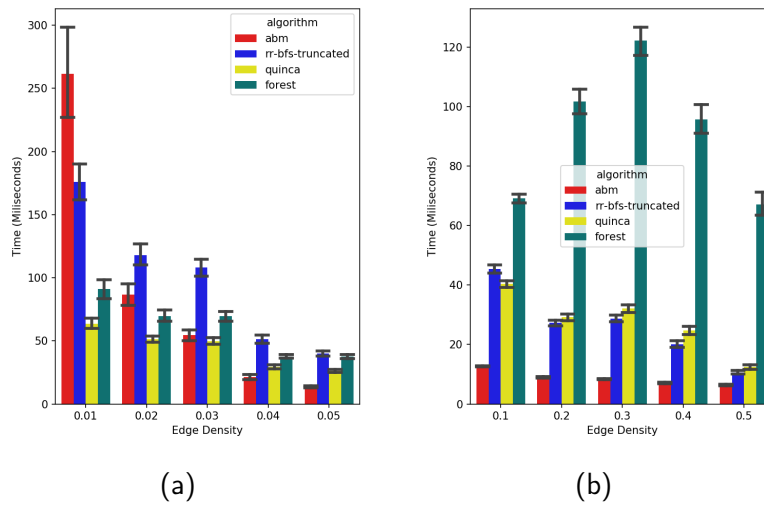 300
250
200
150
100
50
0
Time (Miliseconds)
0.01 0.02 0.03 0.04 0.05
Edge Density
algorithm
abm
rr-bfs-truncated
quinca
forest
(a)
120
100
80
60
40
20
0
Time (Miliseconds)
0.1 0.2 0.3 0.4 0.5
Edge Density
algorithm
abm
rr-bfs-truncated
quinca
forest
(b)